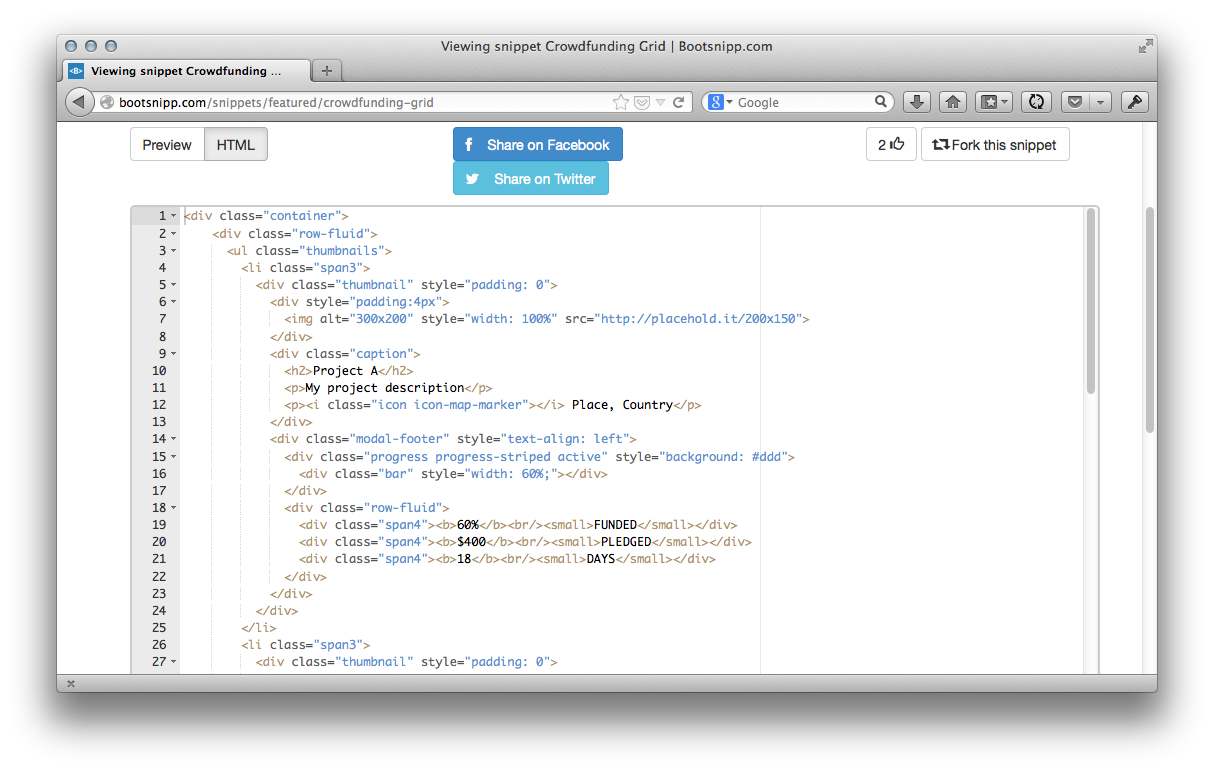 Viewing snippet Crowdfunding Grid | Bootsnipp.com
<B> Viewing snippet Crowdfunding ... +
bootsnipp.com/snippets/featured/crowdfunding-grid
8 Google
Preview HTML
Share on Facebook
Share on Twitter
2 Fork this snippet
1 <div class="container">
2 <div class="row-fluid">
3 <ul class="thumbnails">
4 <li class="span3">
5 <div class="thumbnail" style="padding: 0">
6 <div style="padding:4px">
7 <img alt="300x200" style="width: 100%" src="http://placehold.it/200x150">
8 </div>
9 <div class="caption">
10 <h2>Project A</h2>
11 <p>My project description</p>
12 <p><i class="icon icon-map-marker"></i> Place, Country</p>
13 </div>
14 <div class="modal-footer" style="text-align: left">
15 <div class="progress progress-striped active" style="background: #ddd">
16 <div class="bar" style="width: 60%;"></div>
17 </div>
18 <div class="row-fluid">
19 <div class="span4"><b>60%</b><br/><small>FUNDED</small></div>
20 <div class="span4"><b>$400</b><br/><small>PLEDGED</small></div>
21 <div class="span4"><b>18</b><br/><small>DAYS</small></div>
22 </div>
23 </div>
24 </div>
25 </li>
26 <li class="span3">
27 <div class="thumbnail" style="padding: 0">